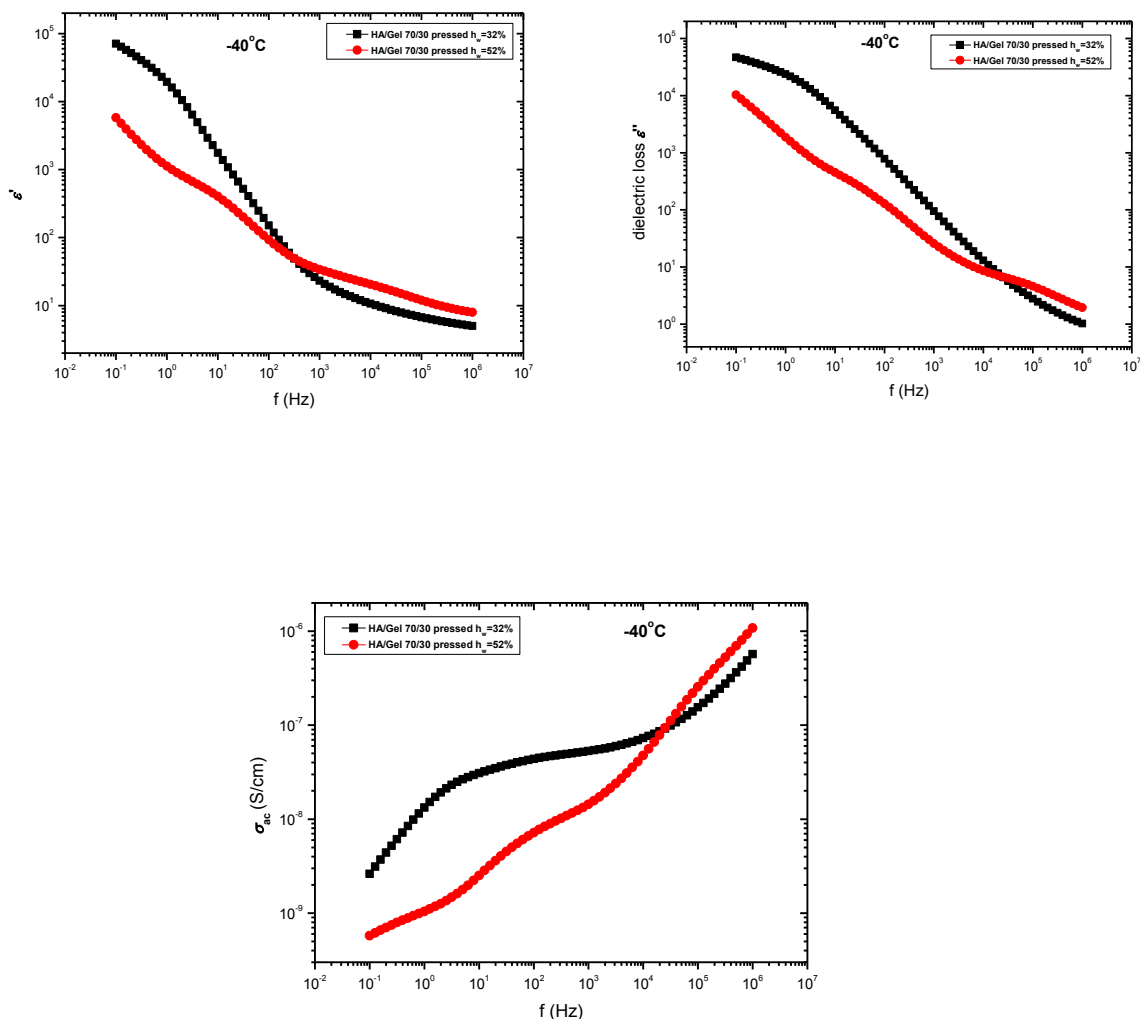 -40°C
HA/Gel 70/30 pressed h_w=32%
HA/Gel 70/30 pressed h_w=52%
10^5
10^4
10^3
10^2
10^1
ε'
10^-2 10^-1 10^0 10^1 10^2 10^3 10^4 10^5 10^6 10^7
f (Hz)
-40°C
HA/Gel 70/30 pressed h_w=32%
HA/Gel 70/30 pressed h_w=52%
10^5
10^4
10^3
10^2
10^1
10^0
dielectric loss ε''
10^-2 10^-1 10^0 10^1 10^2 10^3 10^4 10^5 10^6 10^7
f (Hz)
HA/Gel 70/30 pressed h_w=32%
HA/Gel 70/30 pressed h_w=52%
-40°C
10^-6
10^-7
10^-8
10^-9
σ_ac (S/cm)
10^-2 10^-1 10^0 10^1 10^2 10^3 10^4 10^5 10^6 10^7
f (Hz)